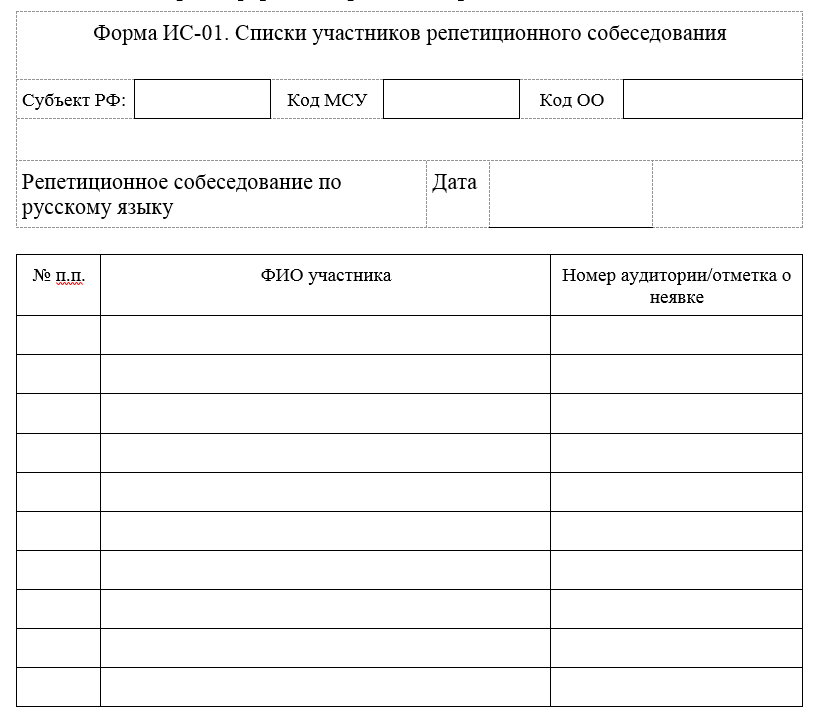 Форма ИС-01. Списки участников репетиционного собеседования
Субъект РФ: Код МСУ Код ОО
Репетиционное собеседование по Дата
русскому языку
№ п.п. ФИО участника Номер аудитории/отметка о
неявке